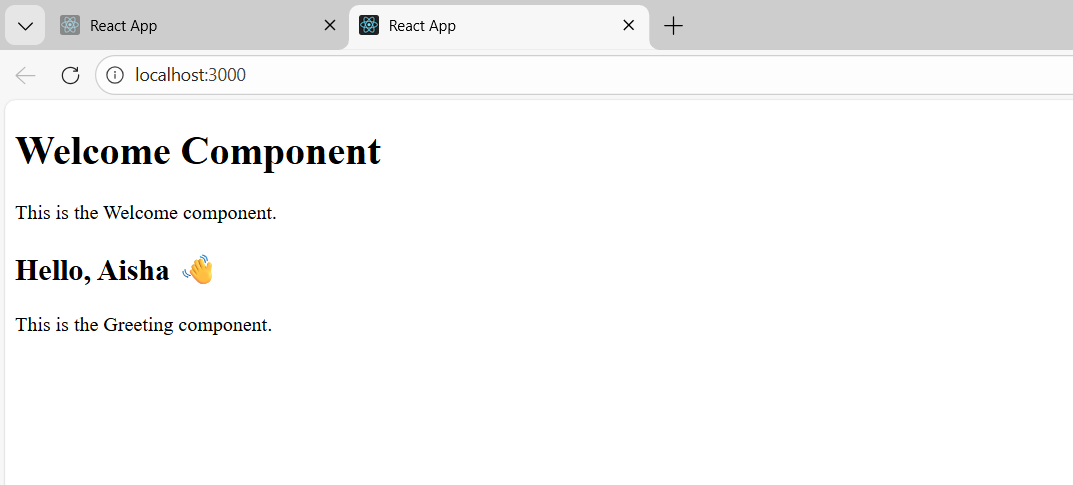 React App
React App
localhost:3000
Welcome Component
This is the Welcome component.
Hello, Aisha 👋
This is the Greeting component.